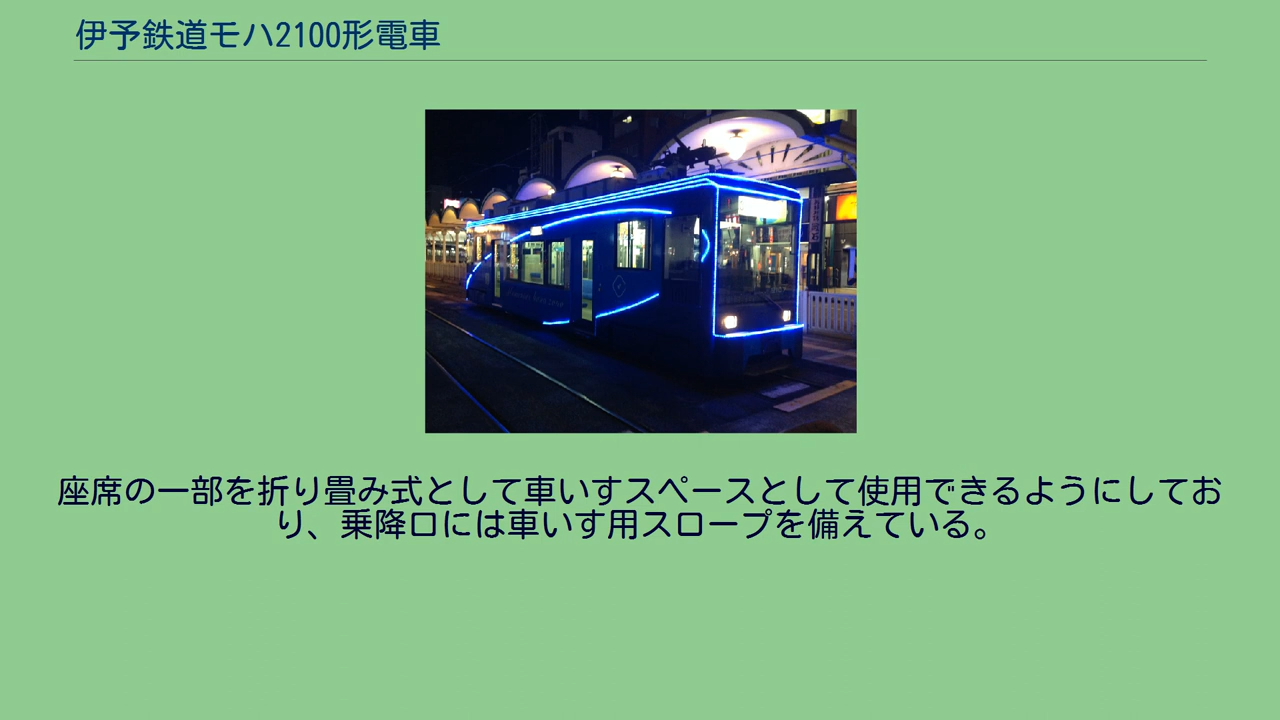 伊予鉄道モハ2100形電車
座席の一部を折り畳み式として車いすスペースとして使用できるようにしてお
り、乗降口には車いす用スロープを備えている。